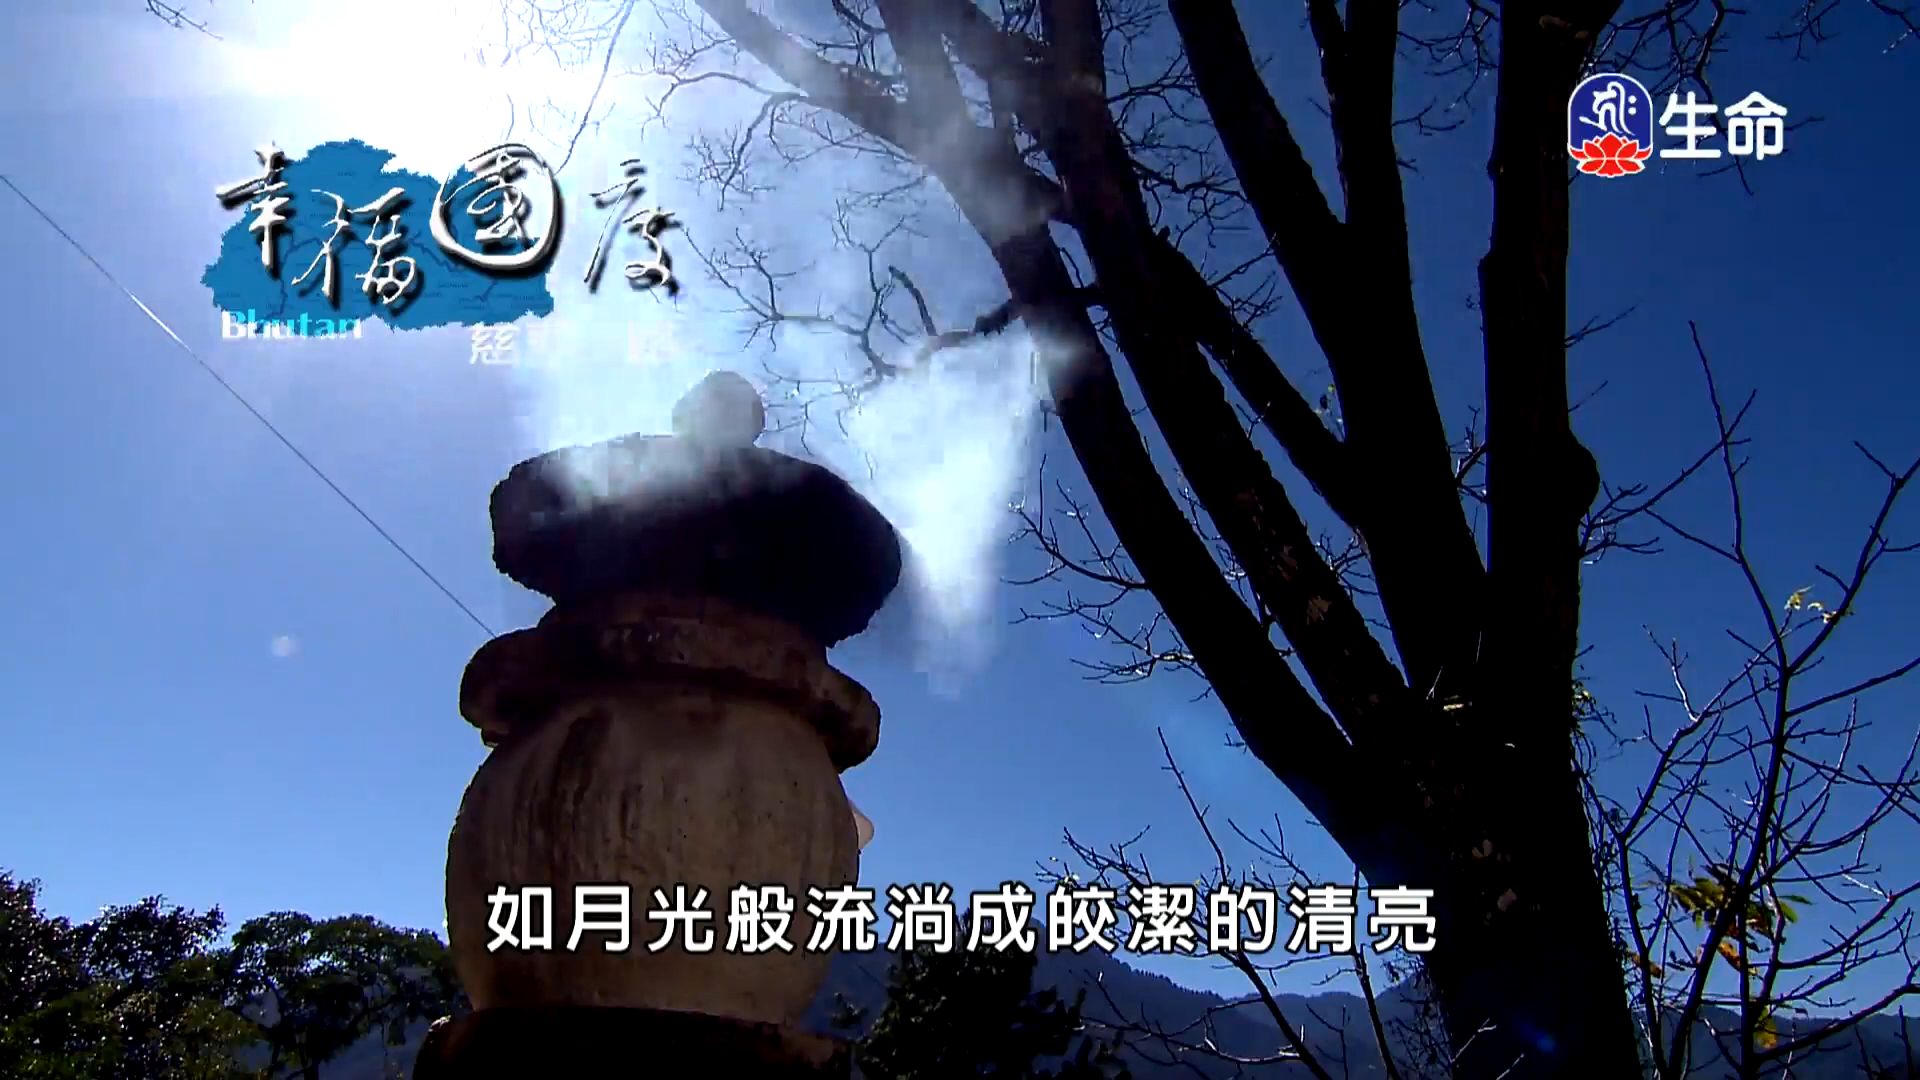 生命
幸福國度
Bhutan
如月光般流淌成皎潔的清亮